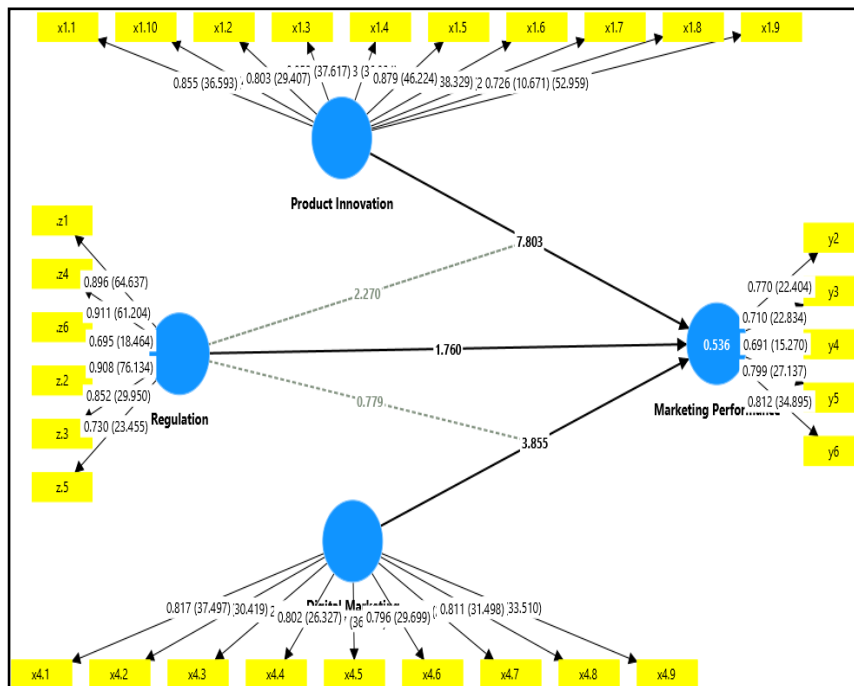 x1.1 x1.10 x1.2 x1.3 x1.4 x1.5 x1.6 x1.7 x1.8 x1.9
0.855 (36.593) 0.803 (29.407) (37.617) 0.879 (46.224) 38.329) 0.726 (10.671) (52.959)
Product Innovation
.z1
z4
z6
z.2
z.3
z.5
0.896 (64.637)
0.911 (61.204)
0.695 (18.464)
0.908 (76.134)
0.852 (29.950)
0.730 (23.455)
Regulation
7.803
2.270
1.760
0.779
3.855
0.536
Marketing
y2
y3
y4
y5
y6
0.770 (22.404)
0.710 (22.834)
0.691 (15.270)
0.799 (27.137)
0.812 (34.895)
0.817 (37.497) 30.419) 0.802 (26.327) 0.796 (29.699) 0.811 (31.498) 33.510)
x4.1 x4.2 x4.3 x4.4 x4.5 x4.6 x4.7 x4.8 x4.9